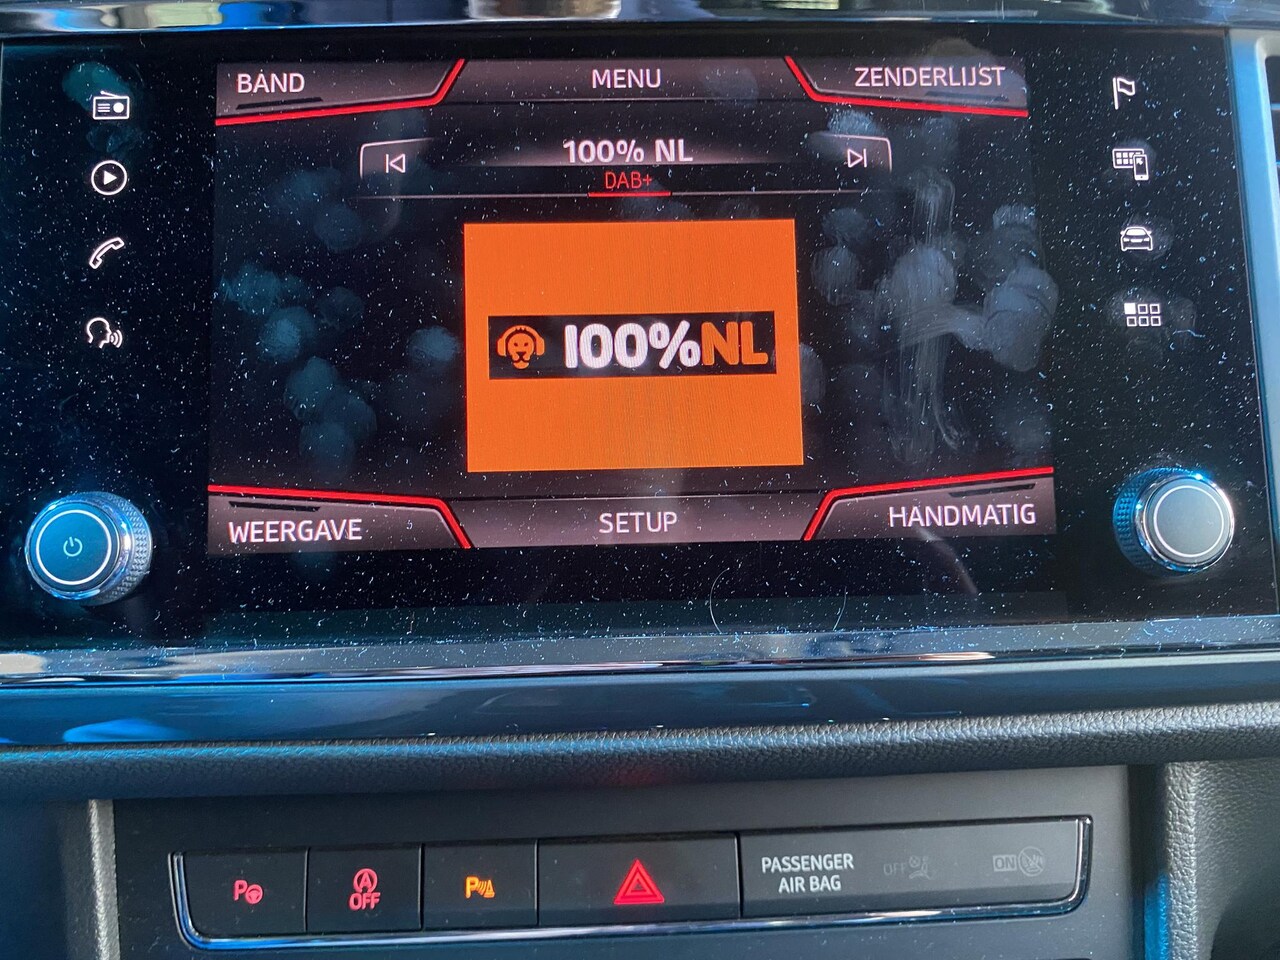 BAND
MENU
ZENDERLIJST
100% NL
DAB+
100%NL
WEERGAVE
SETUP
HANDMATIG
P
A
OFF
P
PASSENGER
AIR BAG
OFF
ON